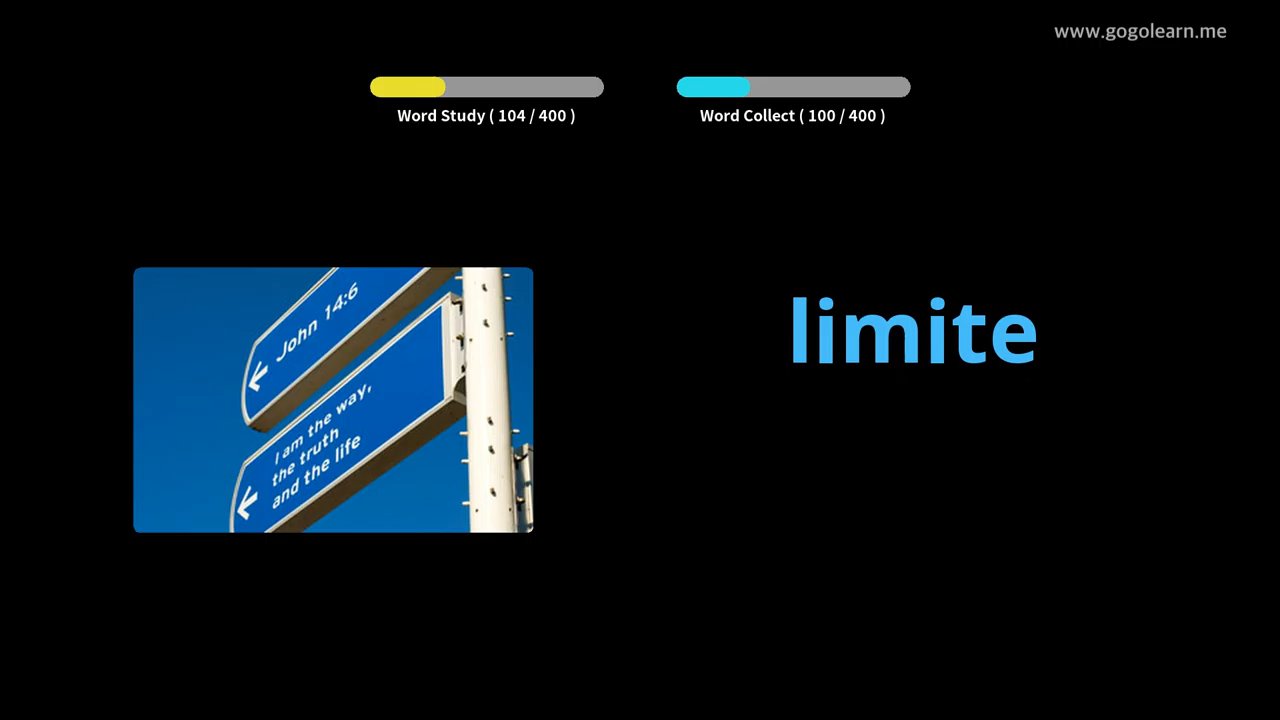 www.gogolearn.me
Word Study ( 104 / 400 )
Word Collect ( 100 / 400 )
John 14:6
I am the way,
the truth
and the life
limite